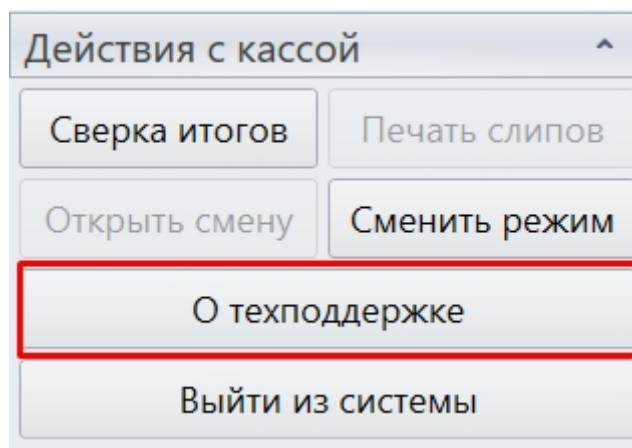 Действия с кассой
Сверка итогов Печать слипов
Открыть смену Сменить режим
О техподдержке
Выйти из системы